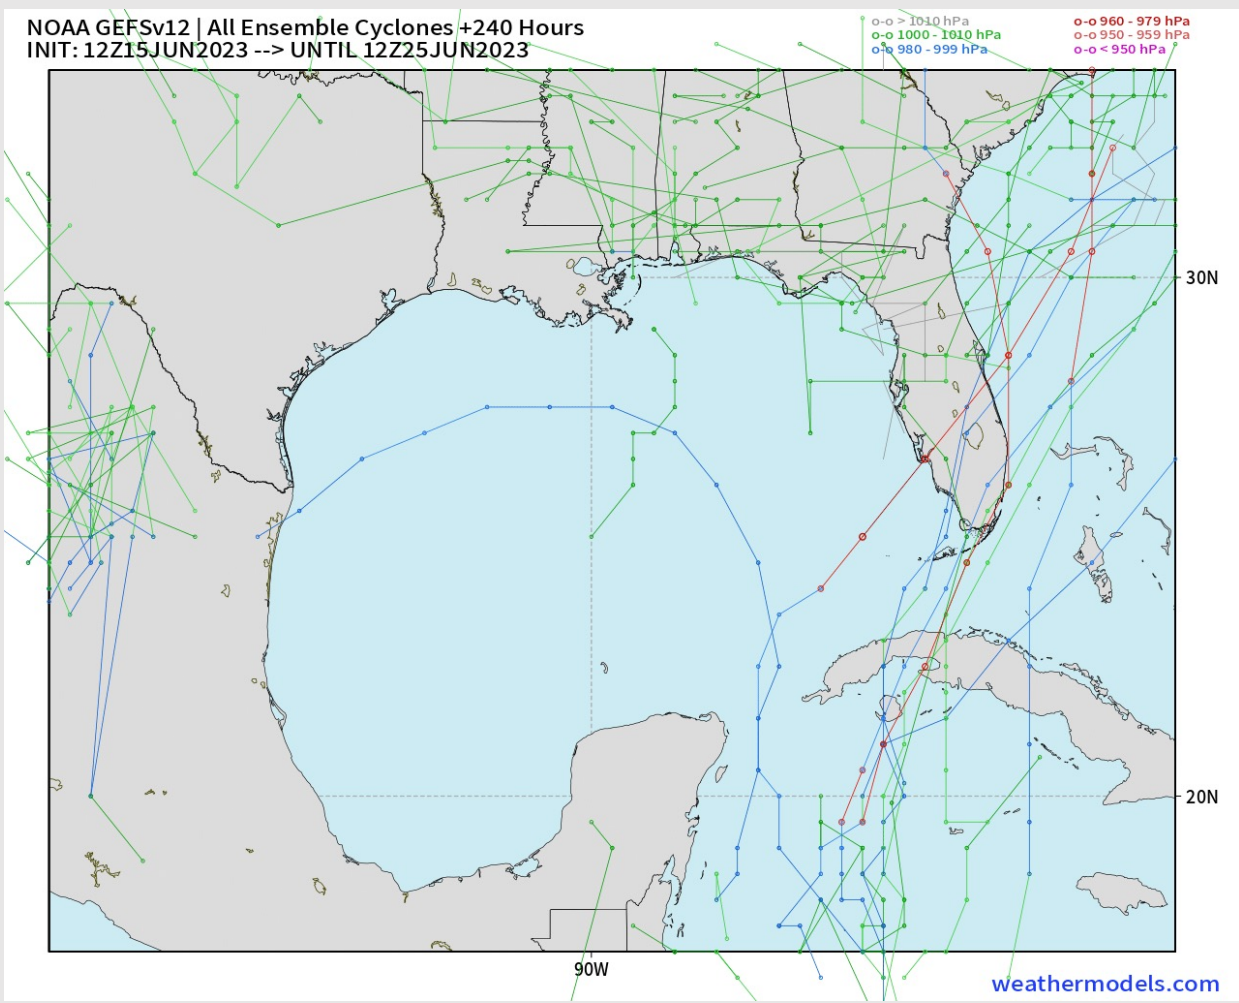 NOAA GEFSv12 | All Ensemble Cyclones +240 Hours
INIT: 12Z15JUN2023 --> UNTIL 12Z25JUN2023
o-o > 1010 hPa
o-o 1000 - 1010 hPa
o-o 980 - 999 hPa
o-o 960 - 979 hPa
o-o 950 - 959 hPa
o-o < 950 hPa
30N
20N
90W
weathermodels.com